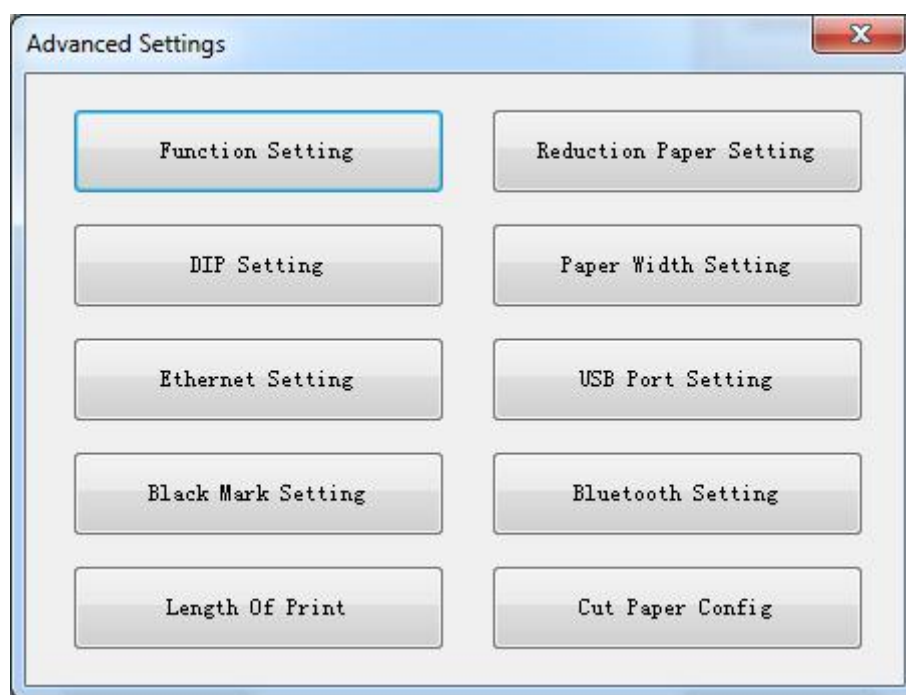 Advanced Settings
Function Setting
Reduction Paper Setting
DIP Setting
Paper Width Setting
Ethernet Setting
USB Port Setting
Black Mark Setting
Bluetooth Setting
Length Of Print
Cut Paper Config